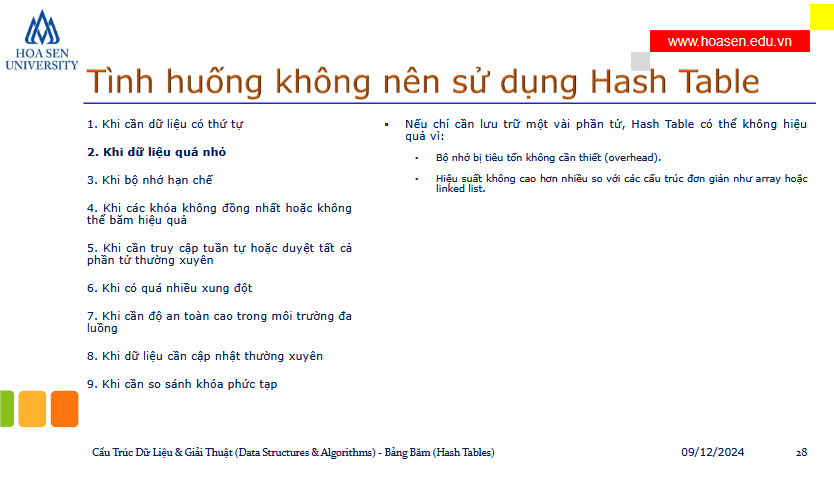 HOA SEN
UNIVERSITY
www.hoasen.edu.vn
Tình huống không nên sử dụng Hash Table
1. Khi cần dữ liệu có thứ tự
2. Khi dữ liệu quá nhỏ
3. Khi bộ nhớ hạn chế
4. Khi các khóa không đồng nhất hoặc không
thể băm hiệu quả
5. Khi cần truy cập tuần tự hoặc duyệt tất cả
phần tử thường xuyên
6. Khi có quá nhiều xung đột
7. Khi cần độ an toàn cao trong môi trường đa
luồng
8. Khi dữ liệu cần cập nhật thường xuyên
9. Khi cần so sánh khóa phức tạp
▪ Nếu chỉ cần lưu trữ một vài phần tử, Hash Table có thể không hiệu
quả vì:
• Bộ nhớ bị tiêu tốn không cần thiết (overhead).
• Hiệu suất không cao hơn nhiều so với các cấu trúc đơn giản như array hoặc
linked list.
Cấu Trúc Dữ Liệu & Giải Thuật (Data Structures & Algorithms) - Bảng Băm (Hash Tables)
09/12/2024
28